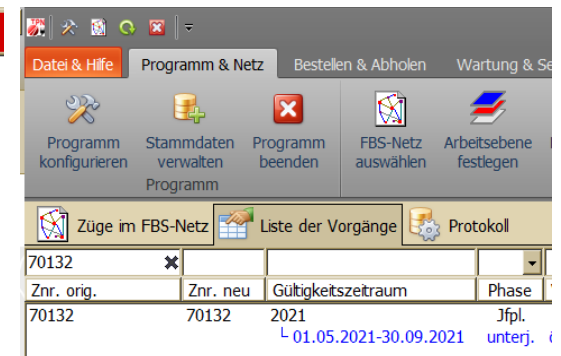 Datei & Hilfe Programm & Netz Bestellen & Abholen Wartung & Se
Programm konfigurieren
Stammdaten verwalten
Programm beenden
FBS-Netz auswählen
Arbeitsebene festlegen
Programm
Züge im FBS-Netz Liste der Vorgänge Protokoll
70132
Znr. orig. Znr. neu Gültigkeitszeitraum Phase
70132 70132 2021 Jfpl.
└ 01.05.2021-30.09.2021 unterj.